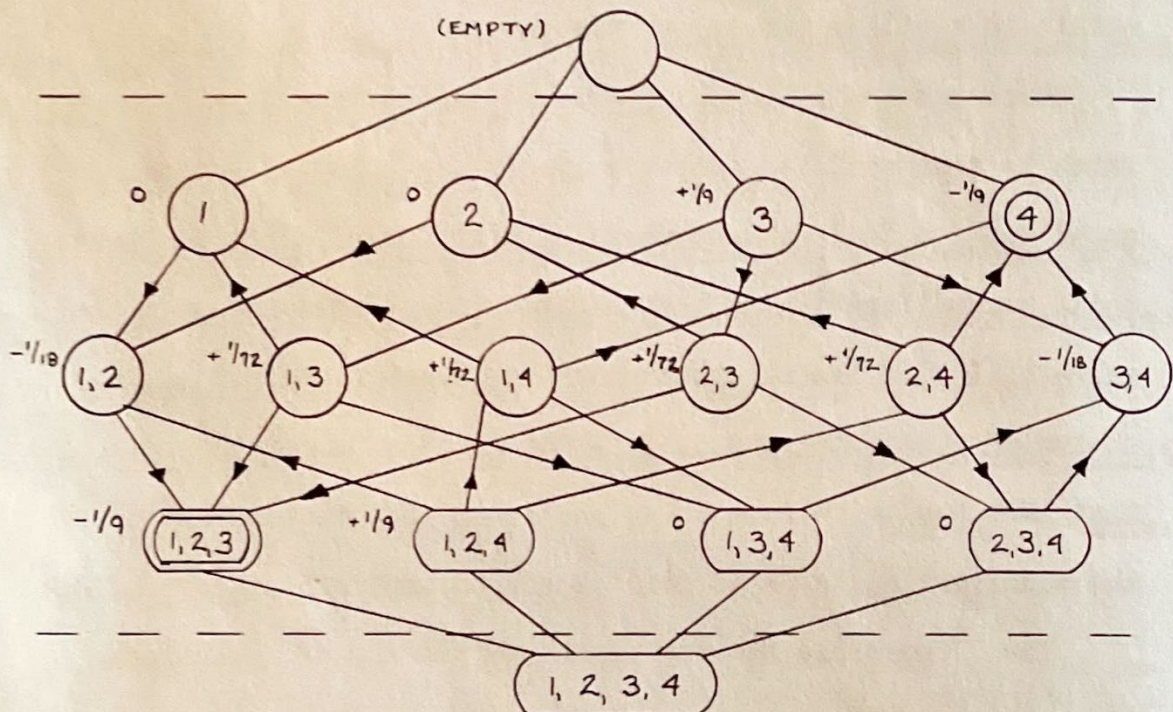 (EMPTY)
0 1 0 2 +1/9 3 -1/9 4
-1/18 1,2 +1/72 1,3 +1/72 1,4 +1/72 2,3 +1/72 2,4 -1/18 3,4
-1/9 1,2,3 +1/9 1,2,4 0 1,3,4 0 2,3,4
1, 2, 3, 4